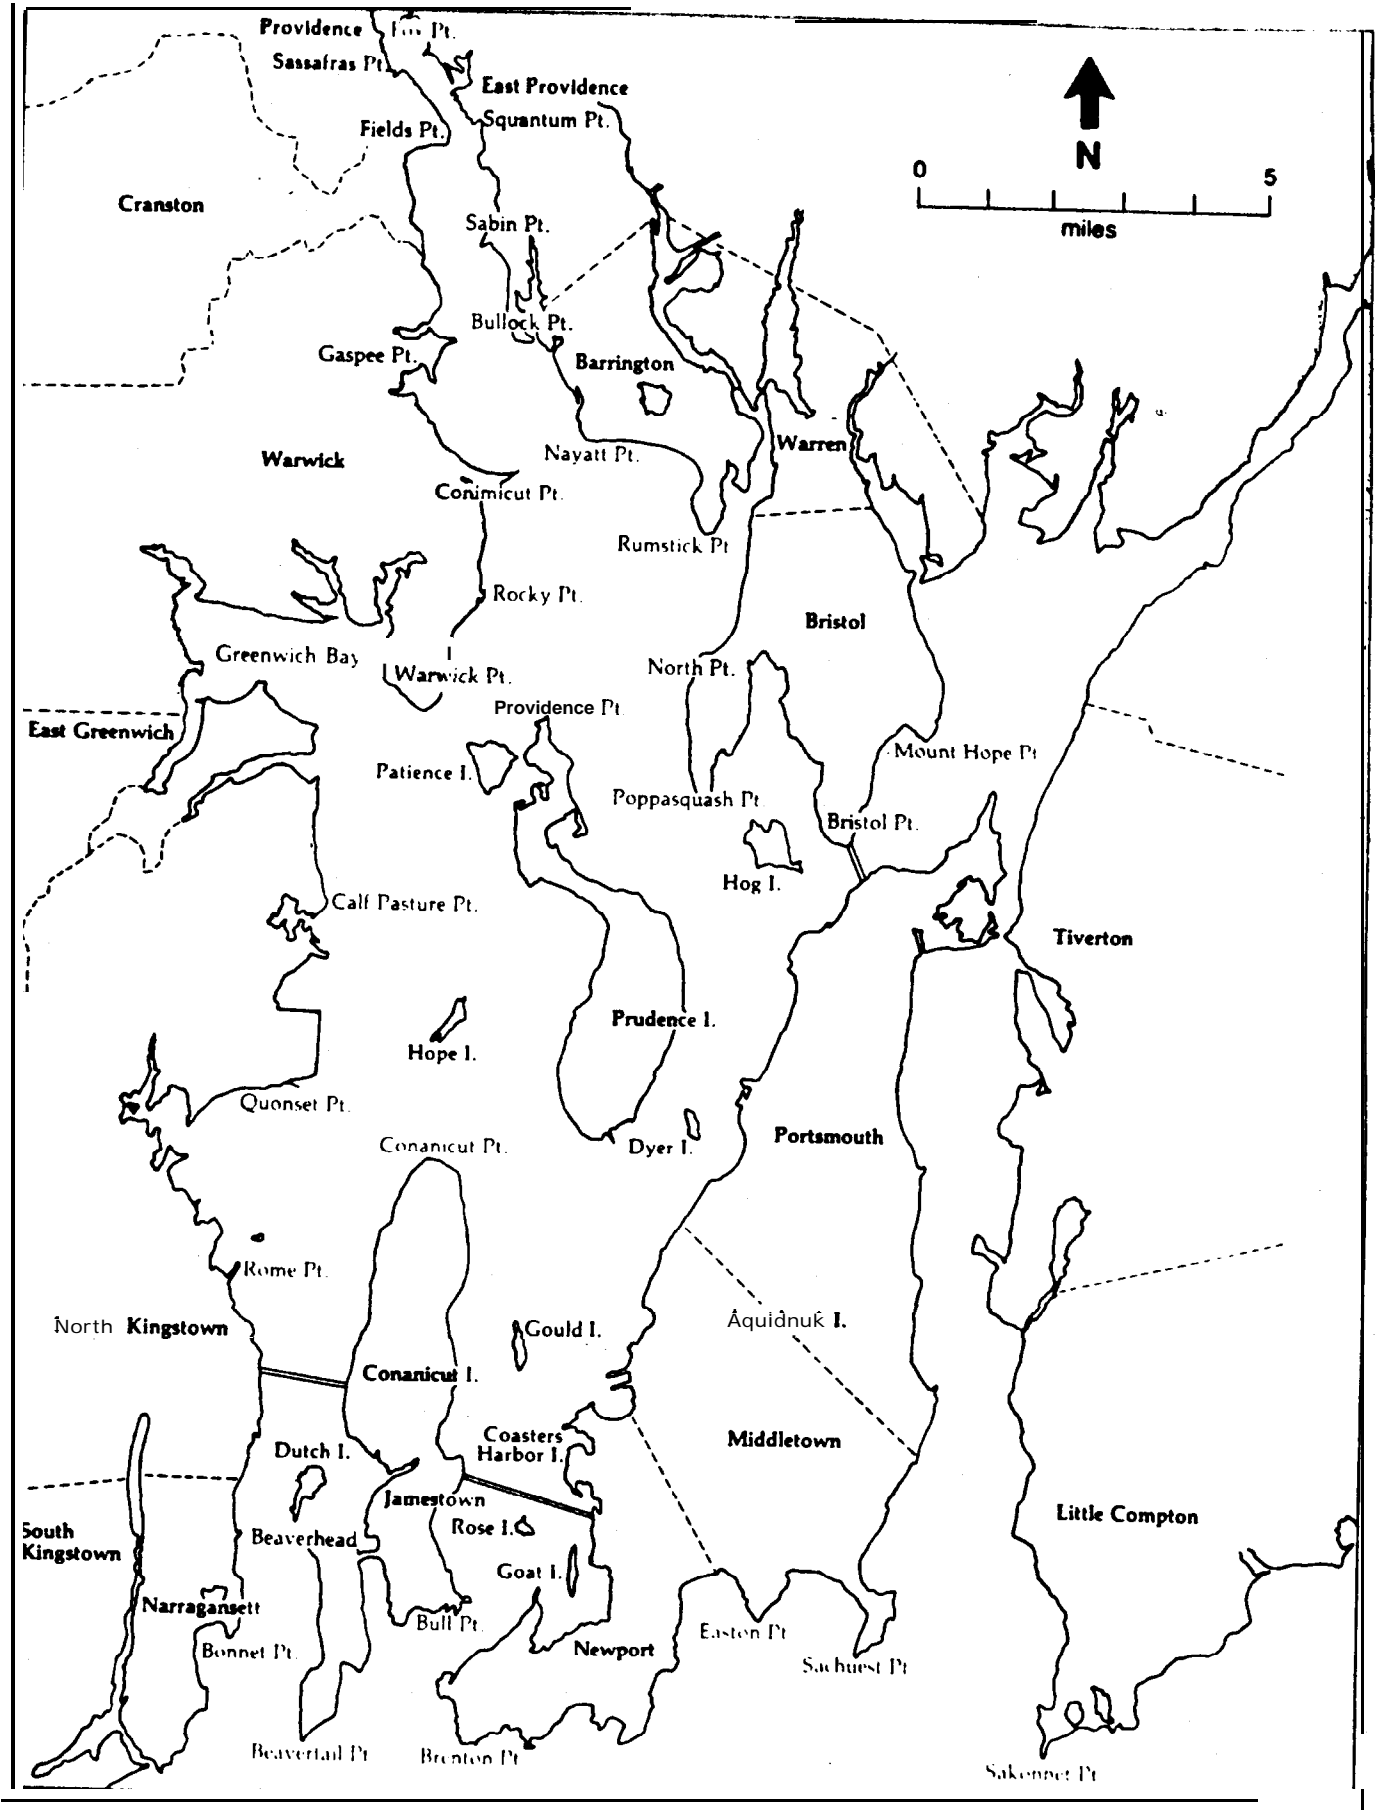 Providence
Fox Pt.
Sassafras Pt.
East Providence
Squantum Pt.
Fields Pt.
N
0
5
miles
Cranston
Sabin Pt.
Bullock Pt.
Gaspee Pt.
Barrington
Warren
Warwick
Nayatt Pt.
Conimicut Pt.
Rumstick Pt
Rocky Pt.
Bristol
Greenwich Bay
Warwick Pt.
North Pt.
Providence Pt.
East Greenwich
Mount Hope Pt
Patience I.
Poppasquash Pt.
Bristol Pt.
Hog I.
Calf Pasture Pt.
Tiverton
Prudence I.
Hope I.
Quonset Pt.
Conanicut Pt.
Dyer I.
Portsmouth
Rome Pt.
North Kingstown
Gould I.
Aquidnuk I.
Conanicut I.
Coasters
Harbor I.
Middletown
Dutch I.
Jamestown
Rose I.
Little Compton
South
Kingstown
Beaverhead
Goat I.
Narragansett
Bull Pt.
Bonnet Pt.
Newport
Easton Pt
Sachuest Pt
Beavertail Pt
Brenton Pt
Sakonnet Pt